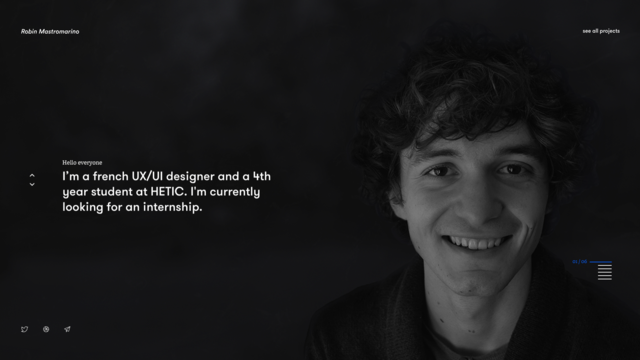 Robin Mastromarino
see all projects
Hello everyone
I'm a french UX/UI designer and a 4th
year student at HETIC. I'm currently
looking for an internship.